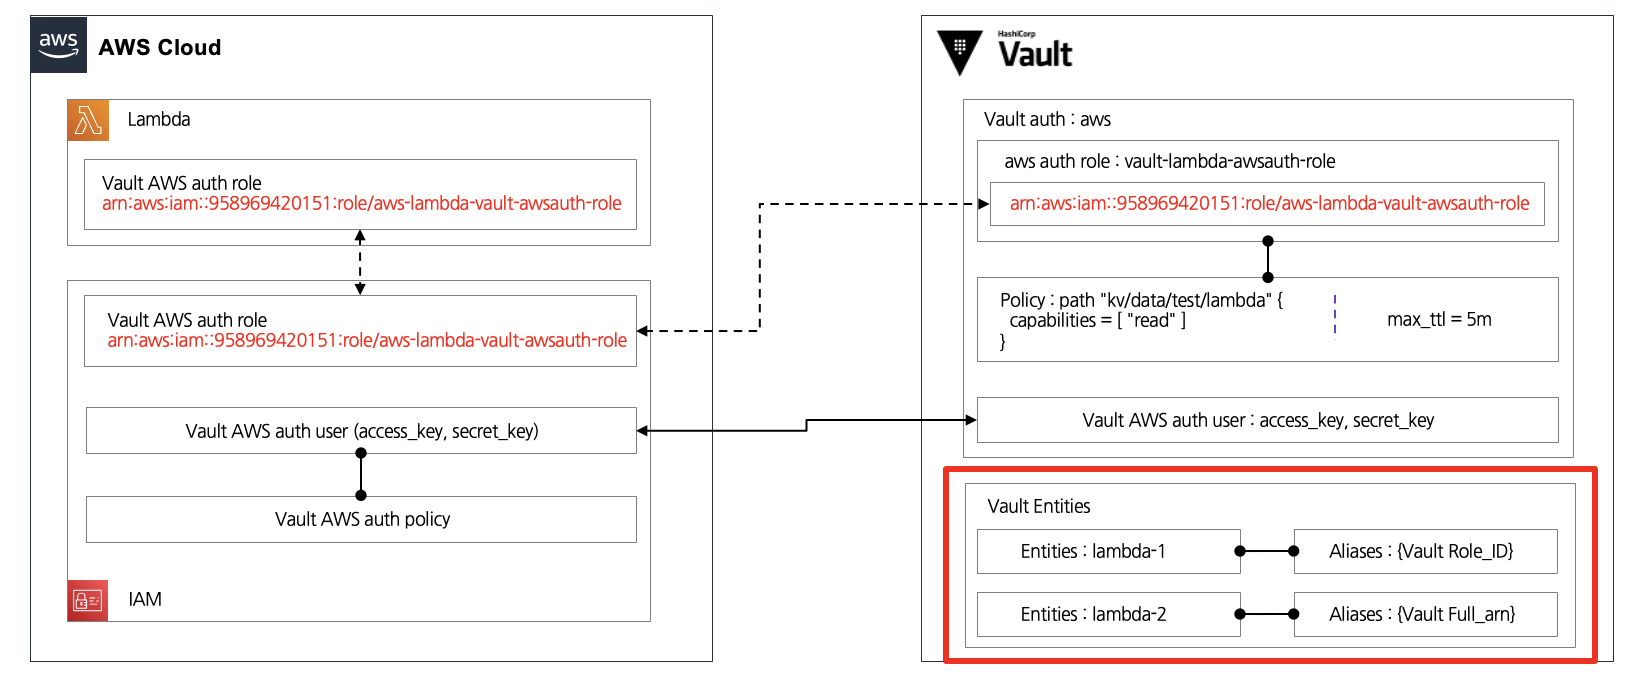 aws
AWS Cloud
Lambda
Vault AWS auth role
arn:aws:iam::958969420151:role/aws-lambda-vault-awsauth-role
Vault AWS auth role
arn:aws:iam::958969420151:role/aws-lambda-vault-awsauth-role
Vault AWS auth user (access_key, secret_key)
Vault AWS auth policy
IAM
HashiCorp
Vault
Vault auth : aws
aws auth role : vault-lambda-awsauth-role
arn:aws:iam::958969420151:role/aws-lambda-vault-awsauth-role
Policy : path "kv/data/test/lambda" {
capabilities = [ "read" ]
}
max_ttl = 5m
Vault AWS auth user : access_key, secret_key
Vault Entities
Entities : lambda-1
Aliases : {Vault Role_ID}
Entities : lambda-2
Aliases : {Vault Full_arn}